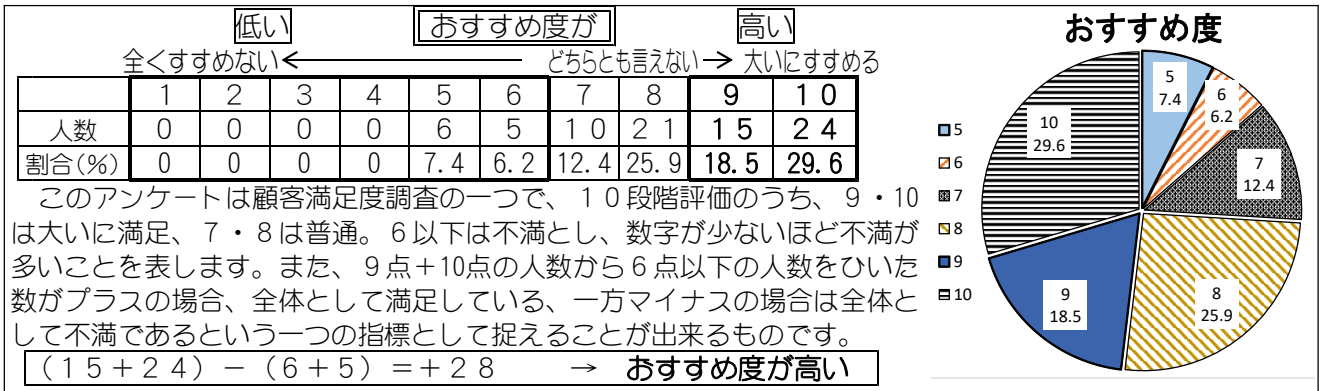 低い おすすめ度が 高い
全くすすめない← どちらとも言えない→ 大いにすすめる
1 2 3 4 5 6 7 8 9 10
人数 0 0 0 0 6 5 10 21 15 24
割合(%) 0 0 0 0 7.4 6.2 12.4 25.9 18.5 29.6
このアンケートは顧客満足度調査の一つで、10段階評価のうち、9・10
は大いに満足、7・8は普通。6以下は不満とし、数字が少ないほど不満が
多いことを表します。また、9点+10点の人数から6点以下の人数をひいた
数がプラスの場合、全体として満足している、一方マイナスの場合は全体と
して不満であるという一つの指標として捉えることが出来るものです。
(15+24)-(6+5)=+28 → おすすめ度が高い
おすすめ度
5
7.4
6
6.2
7
12.4
8
25.9
9
18.5
10
29.6
5
6
7
8
9
10